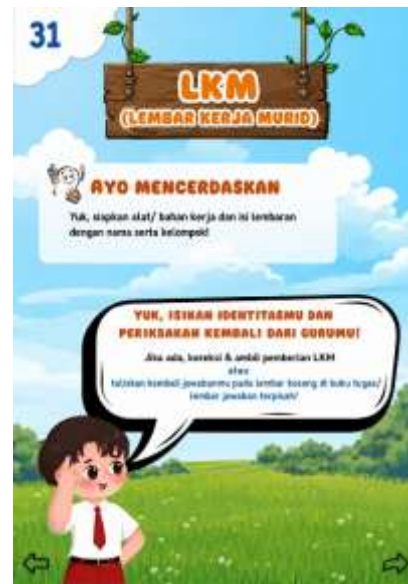 31
LKM
(LEMBAR KERJA MURID)
AYO MENCERDASKAN
Yuk, siapkan alat/ bahan kerja dan isi lembaran
dengan nama serta kelompok!
YUK, ISIKAN IDENTITASMU DAN
PERIKSAKAN KEMBALI DARI GURUMU!
Jika ada, koreksi & ambil pemberian LKM
atau
tuliskan kembali jawabanmu pada lembar kosong di buku tugas/
lembar jawaban terpisah!